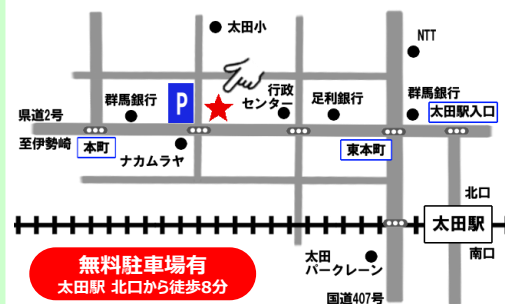 太田小
NTT
群馬銀行
P
行政
センター
足利銀行
群馬銀行
太田駅入口
県道2号
至伊勢崎
本町
ナカムラヤ
東本町
北口
太田駅
南口
太田
パークレーン
国道407号
無料駐車場有
太田駅 北口から徒歩8分